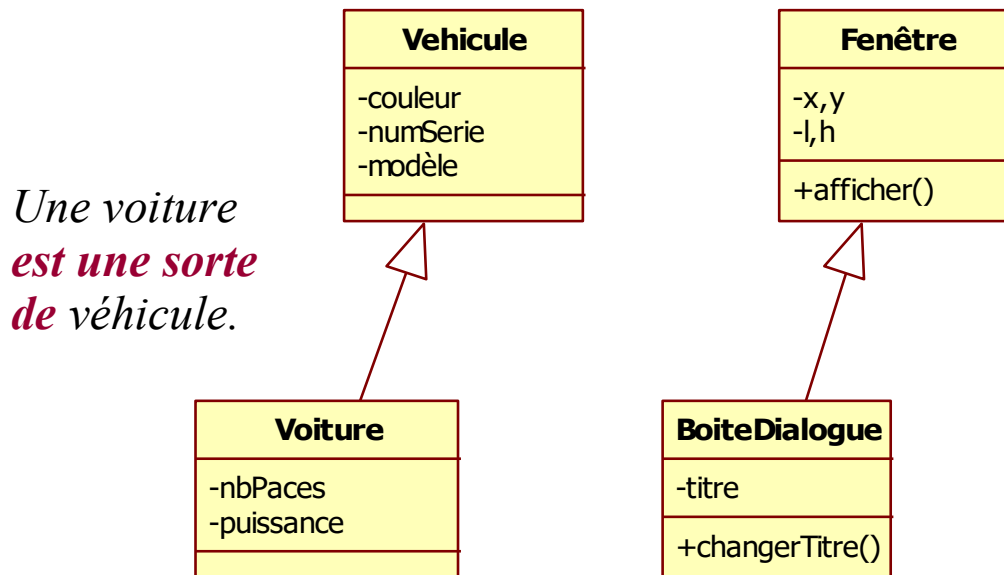 Vehicule
-couleur
-numSerie
-modèle
Fenêtre
-x,y
-l,h
+afficher()
Une voiture
est une sorte
de véhicule.
Voiture
-nbPaces
-puissance
BoiteDialogue
-titre
+changerTitre()